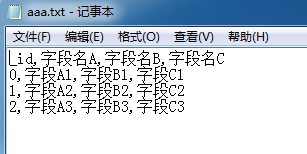 aaa.txt - 记事本
文件(F) 编辑(E) 格式(O) 查看(V) 帮助(H)
_id,字段名A,字段名B,字段名C
0,字段A1,字段B1,字段C1
1,字段A2,字段B2,字段C2
2,字段A3,字段B3,字段C3